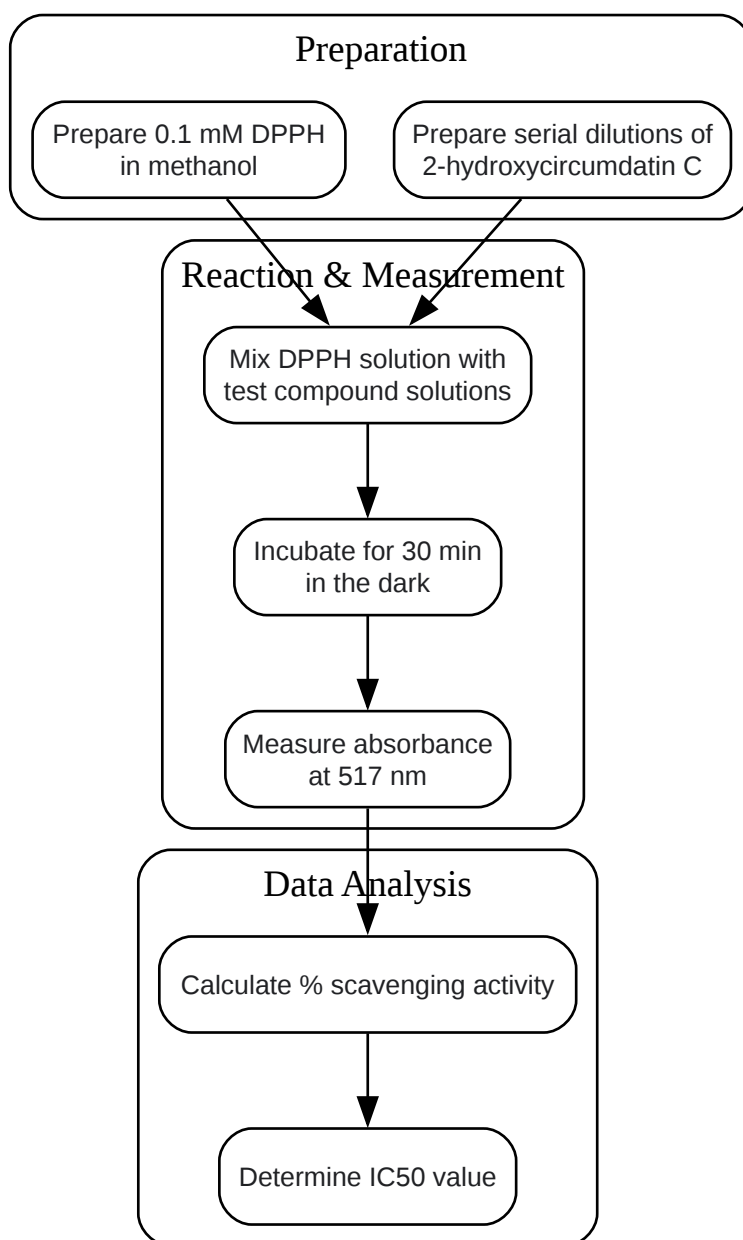 Preparation
Prepare 0.1 mM DPPH
in methanol
Prepare serial dilutions of
2-hydroxycircumdatin C
Reaction & Measurement
Mix DPPH solution with
test compound solutions
Incubate for 30 min
in the dark
Measure absorbance
at 517 nm
Data Analysis
Calculate % scavenging activity
Determine IC50 value